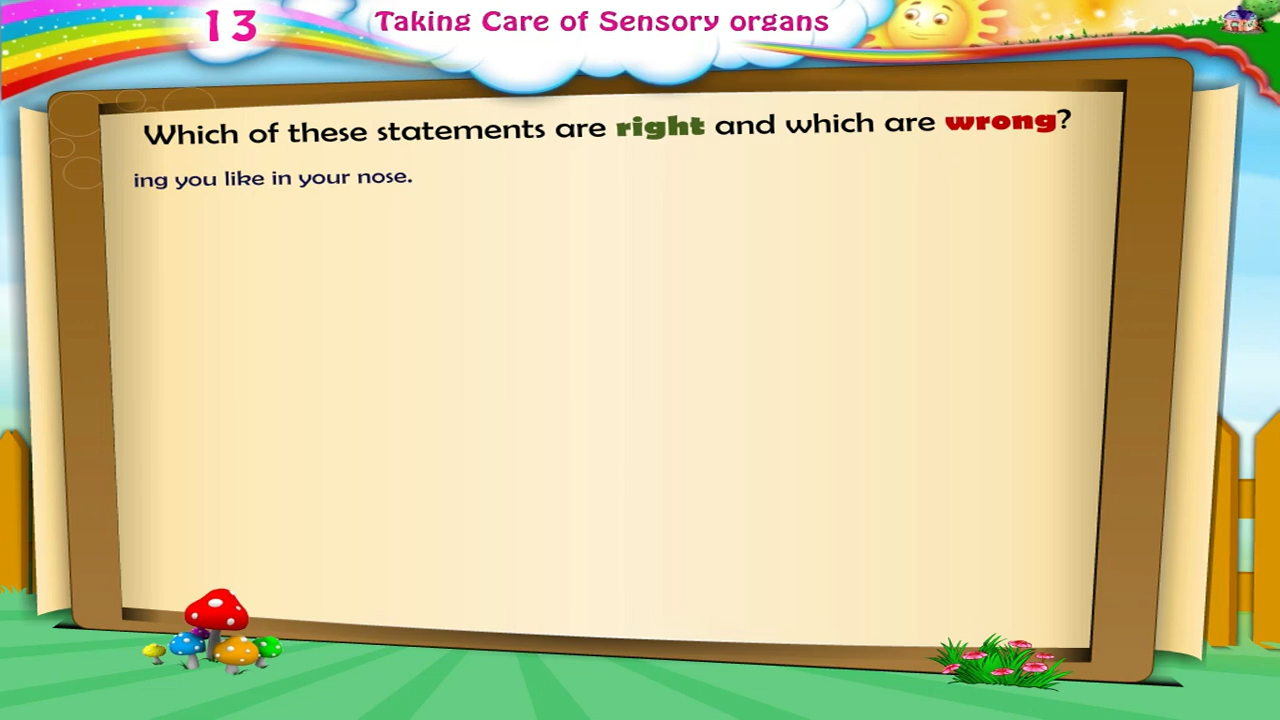 13
Taking Care of Sensory organs
Which of these statements are right and which are wrong?
ing you like in your nose.